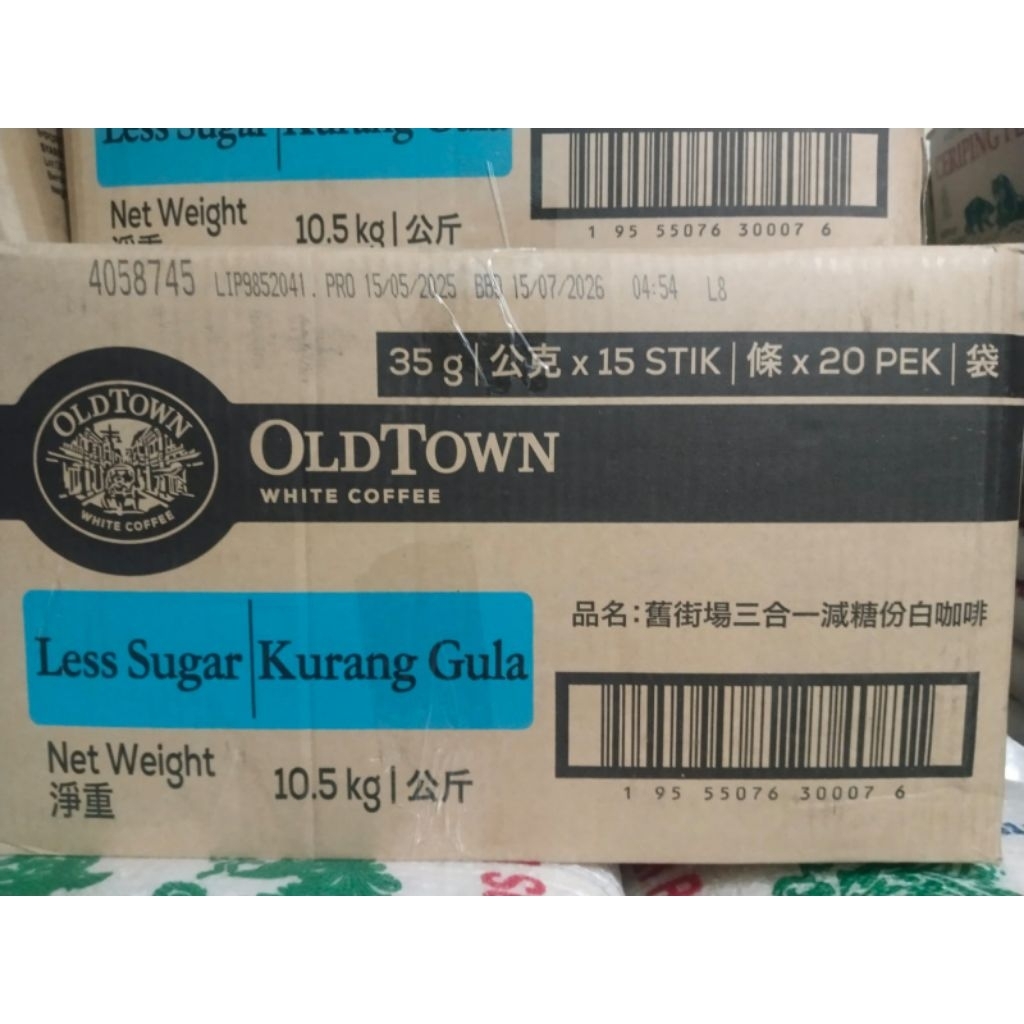 Less Sugar | Kurang Gula
Net Weight
淨重
10.5 kg | 公斤
1 95 55076 30007 6
4058745 LIP9852041. PRO 15/05/2025 BBD 15/07/2026 04:54 L8
35 g | 公克 x 15 STIK | 條 x 20 PEK | 袋
OLDTOWN
WHITE COFFEE
OLDTOWN
WHITE COFFEE
品名:舊街場三合一減糖份白咖啡
Less Sugar | Kurang Gula
Net Weight
淨重
10.5 kg | 公斤
1 95 55076 30007 6